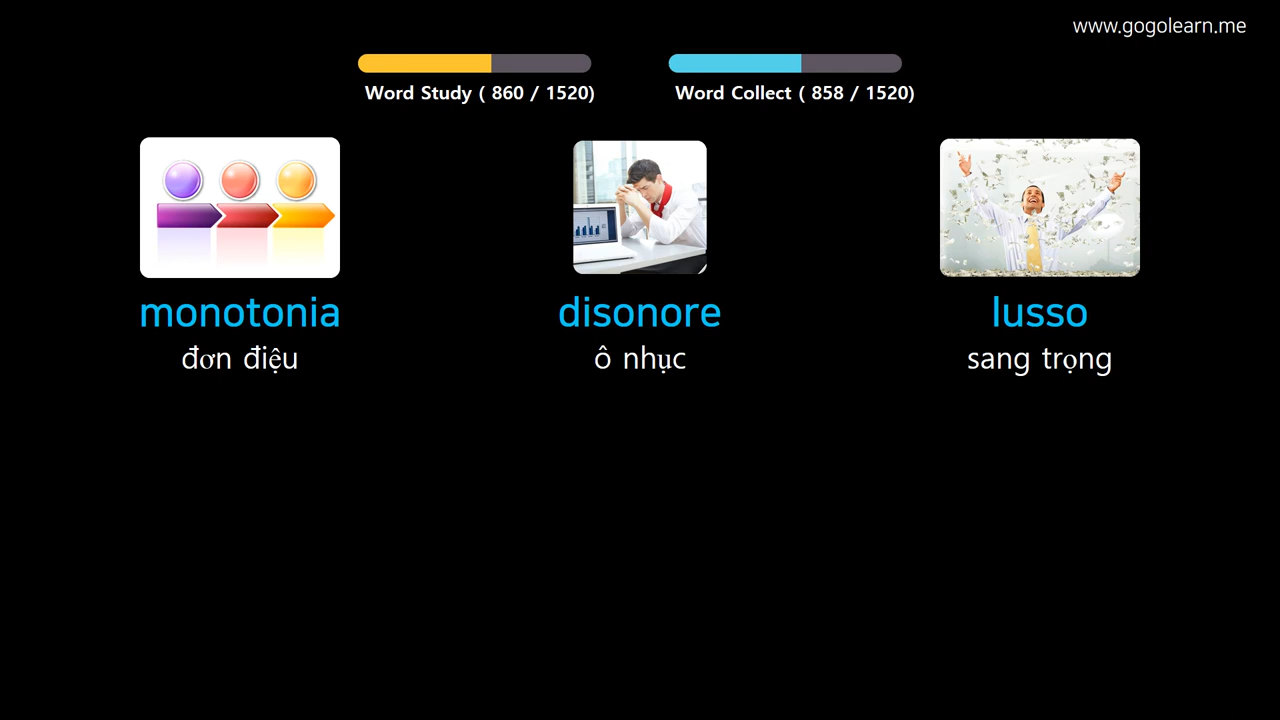 www.gogolearn.me
Word Study ( 860 / 1520)
Word Collect ( 858 / 1520)
monotonia
disonore
lusso
đơn điệu
ô nhục
sang trọng